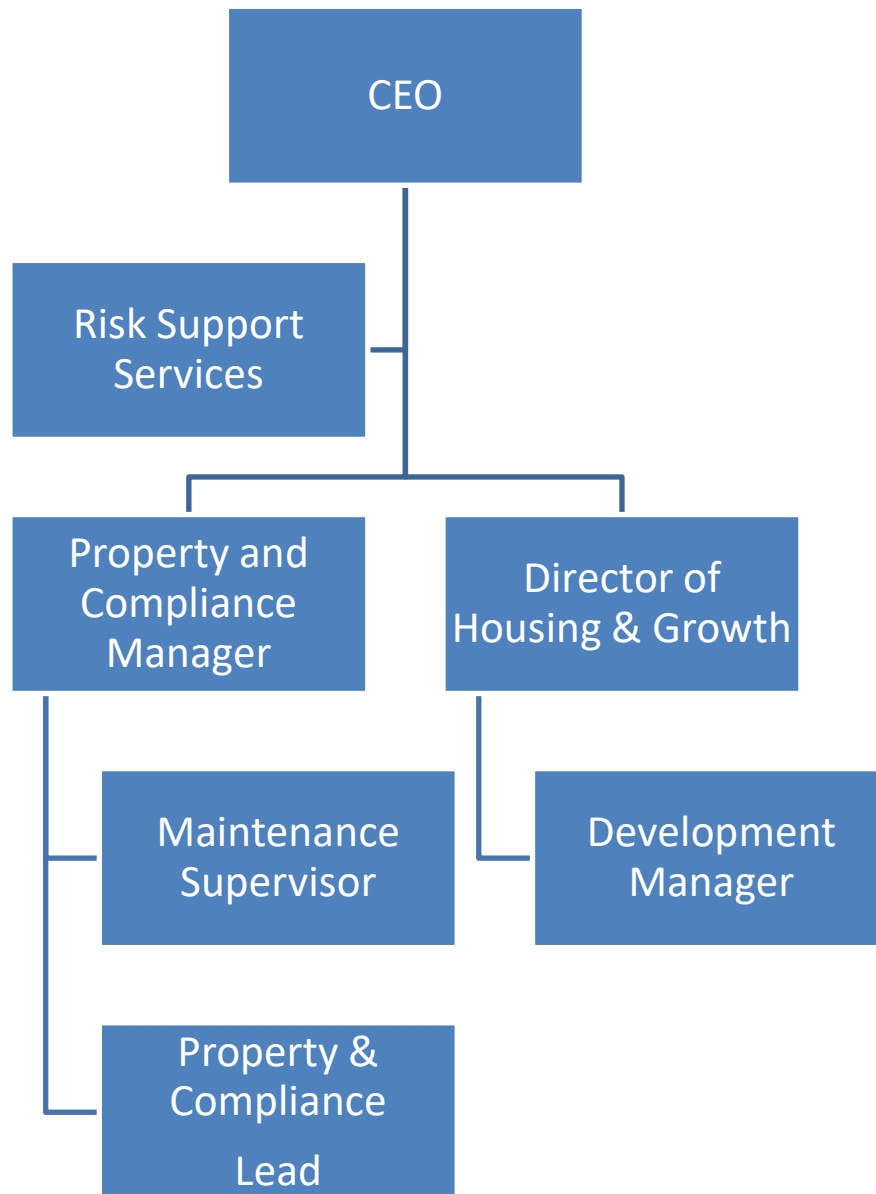 CEO
Risk Support
Services
Property and
Compliance
Manager
Director of
Housing & Growth
Maintenance
Supervisor
Development
Manager
Property &
Compliance
Lead